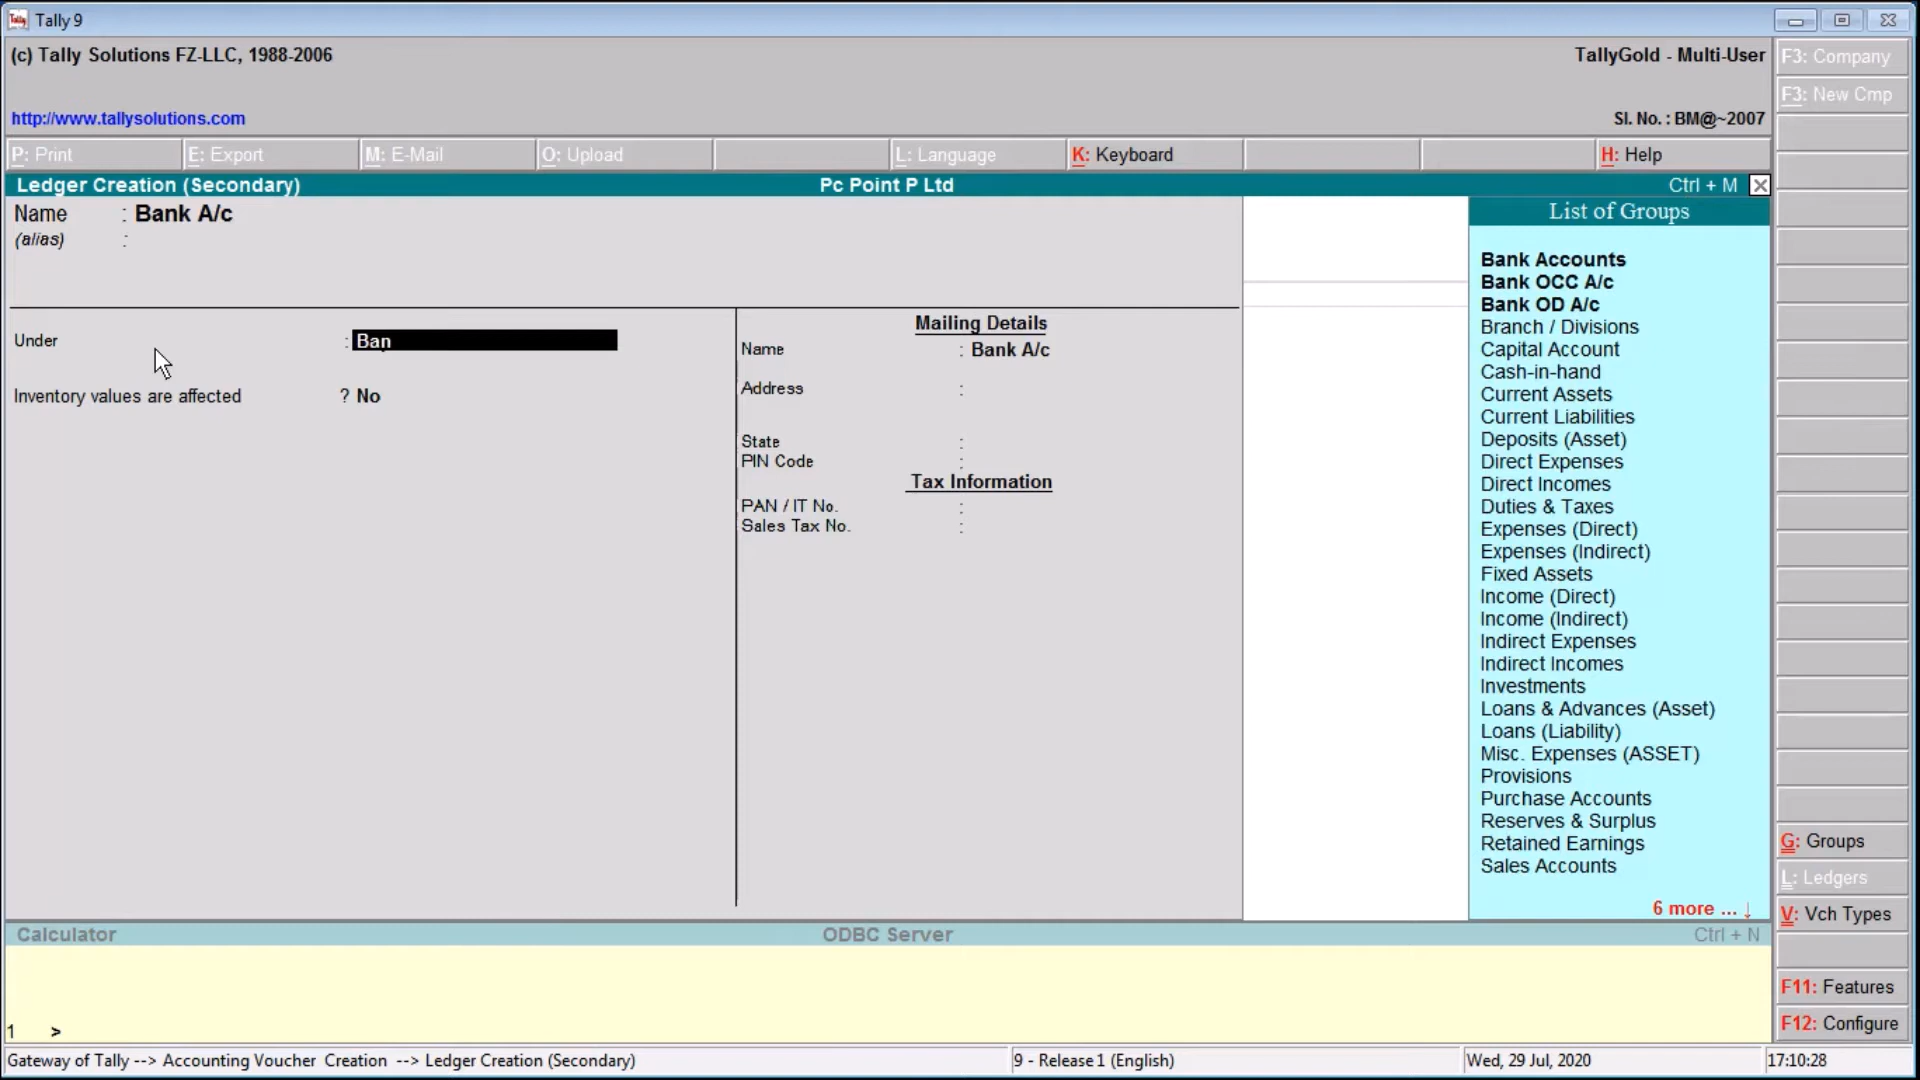 Tally 9
(c) Tally Solutions FZ-LLC, 1988-2006
TallyGold - Multi-User
http://www.tallysolutions.com
Sl. No. : BM@~2007
P: Print
E: Export
M: E-Mail
O: Upload
L: Language
K: Keyboard
H: Help
Ledger Creation (Secondary)
Pc Point P Ltd
Ctrl + M
Name : Bank A/c
(alias) :
Under : Ban
Inventory values are affected ? No
Mailing Details
Name : Bank A/c
Address :
State :
PIN Code :
Tax Information
PAN / IT No. :
Sales Tax No. :
List of Groups
Bank Accounts
Bank OCC A/c
Bank OD A/c
Branch / Divisions
Capital Account
Cash-in-hand
Current Assets
Current Liabilities
Deposits (Asset)
Direct Expenses
Direct Incomes
Duties & Taxes
Expenses (Direct)
Expenses (Indirect)
Fixed Assets
Income (Direct)
Income (Indirect)
Indirect Expenses
Indirect Incomes
Investments
Loans & Advances (Asset)
Loans (Liability)
Misc. Expenses (ASSET)
Provisions
Purchase Accounts
Reserves & Surplus
Retained Earnings
Sales Accounts
6 more ... ↓
F3: Company
F3: New Cmp
G: Groups
L: Ledgers
V: Vch Types
F11: Features
F12: Configure
Calculator
ODBC Server
Ctrl + N
1 >
Gateway of Tally --> Accounting Voucher Creation --> Ledger Creation (Secondary)
9 - Release 1 (English)
Wed, 29 Jul, 2020
17:10:28